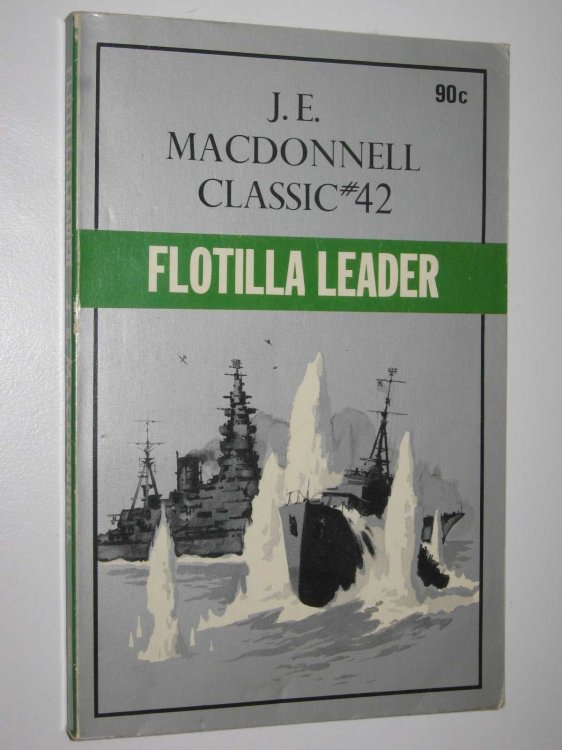 90c
J. E.
MACDONNELL
CLASSIC #42
FLOTILLA LEADER